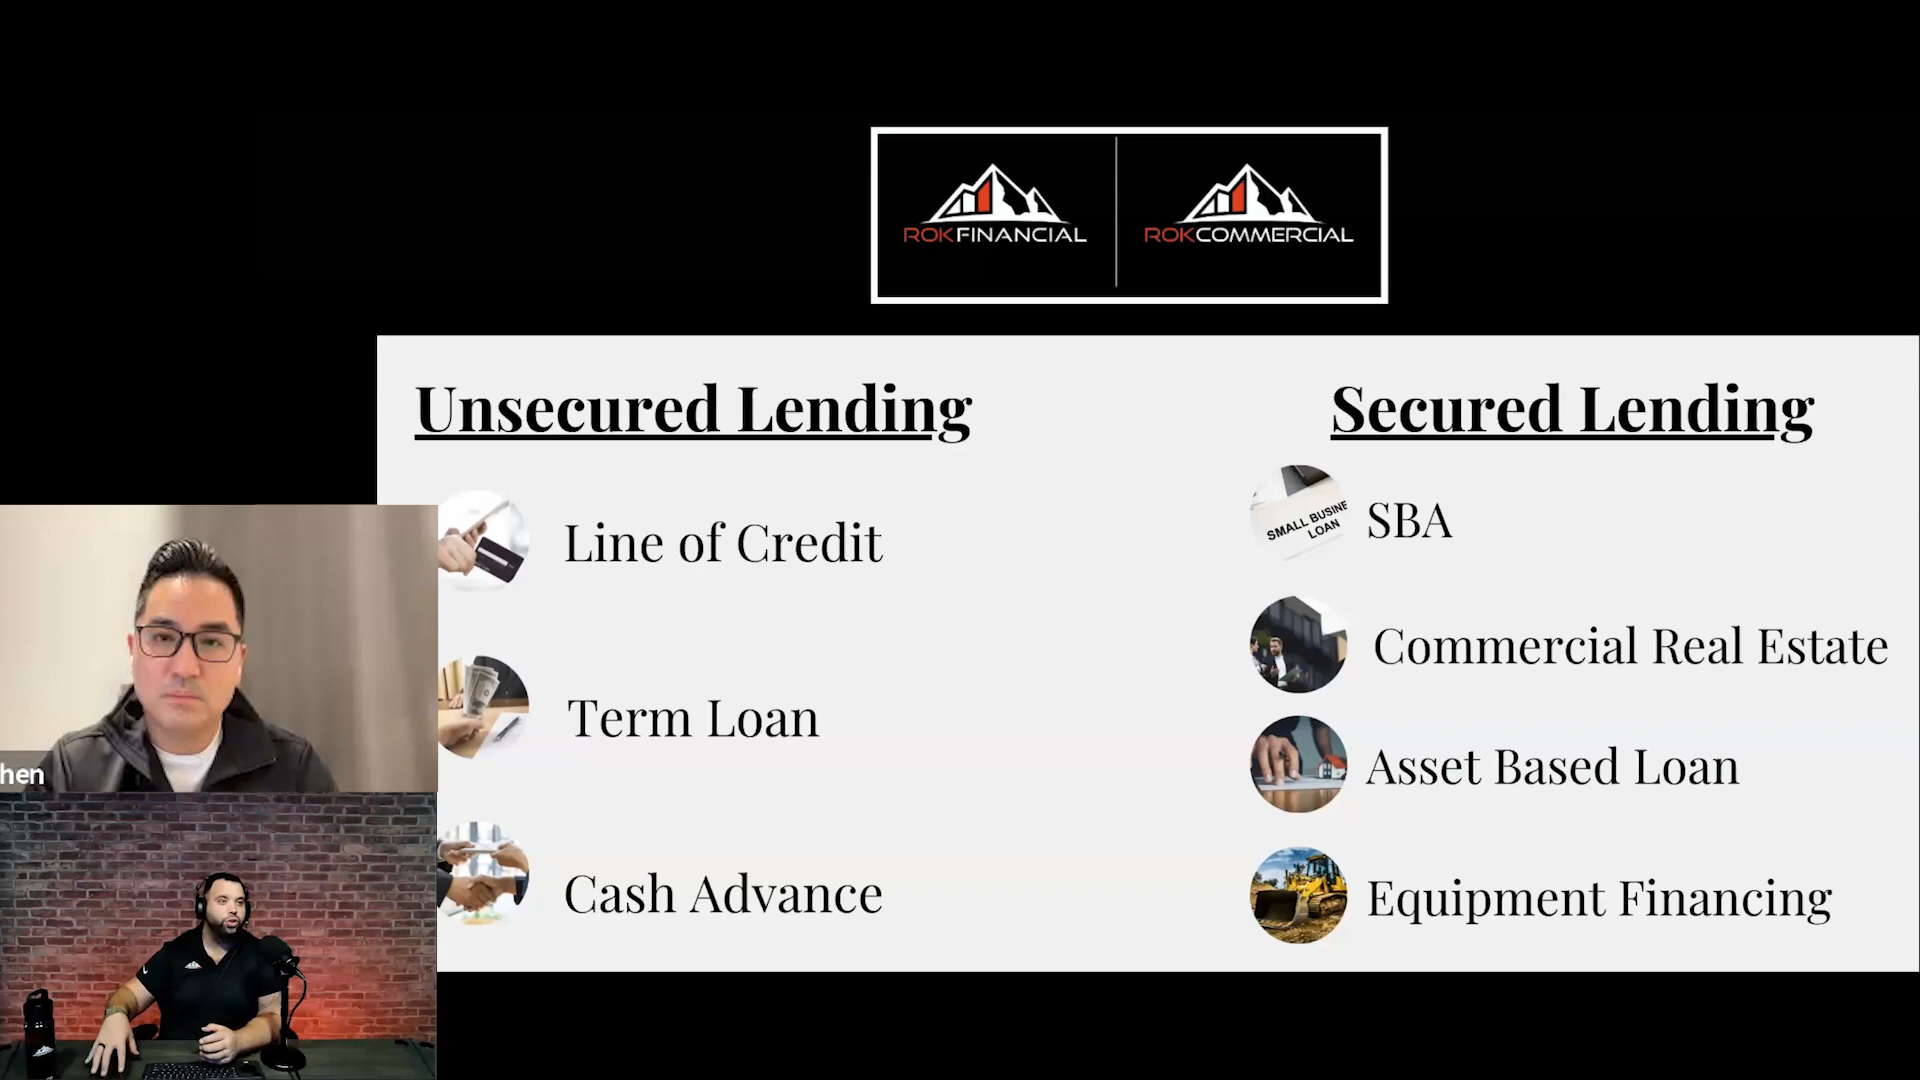 ROKFINANCIAL
ROKCOMMERCIAL
Unsecured Lending
Line of Credit
Term Loan
Cash Advance
Secured Lending
SMALL BUSINE
LOAN
SBA
Commercial Real Estate
Asset Based Loan
Equipment Financing
hen